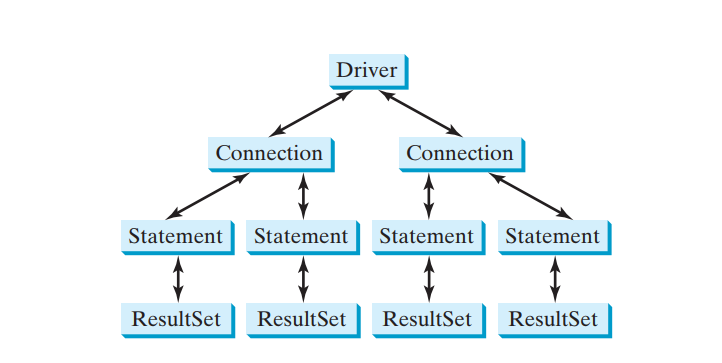 Driver
Connection Connection
Statement Statement Statement Statement
ResultSet ResultSet ResultSet ResultSet